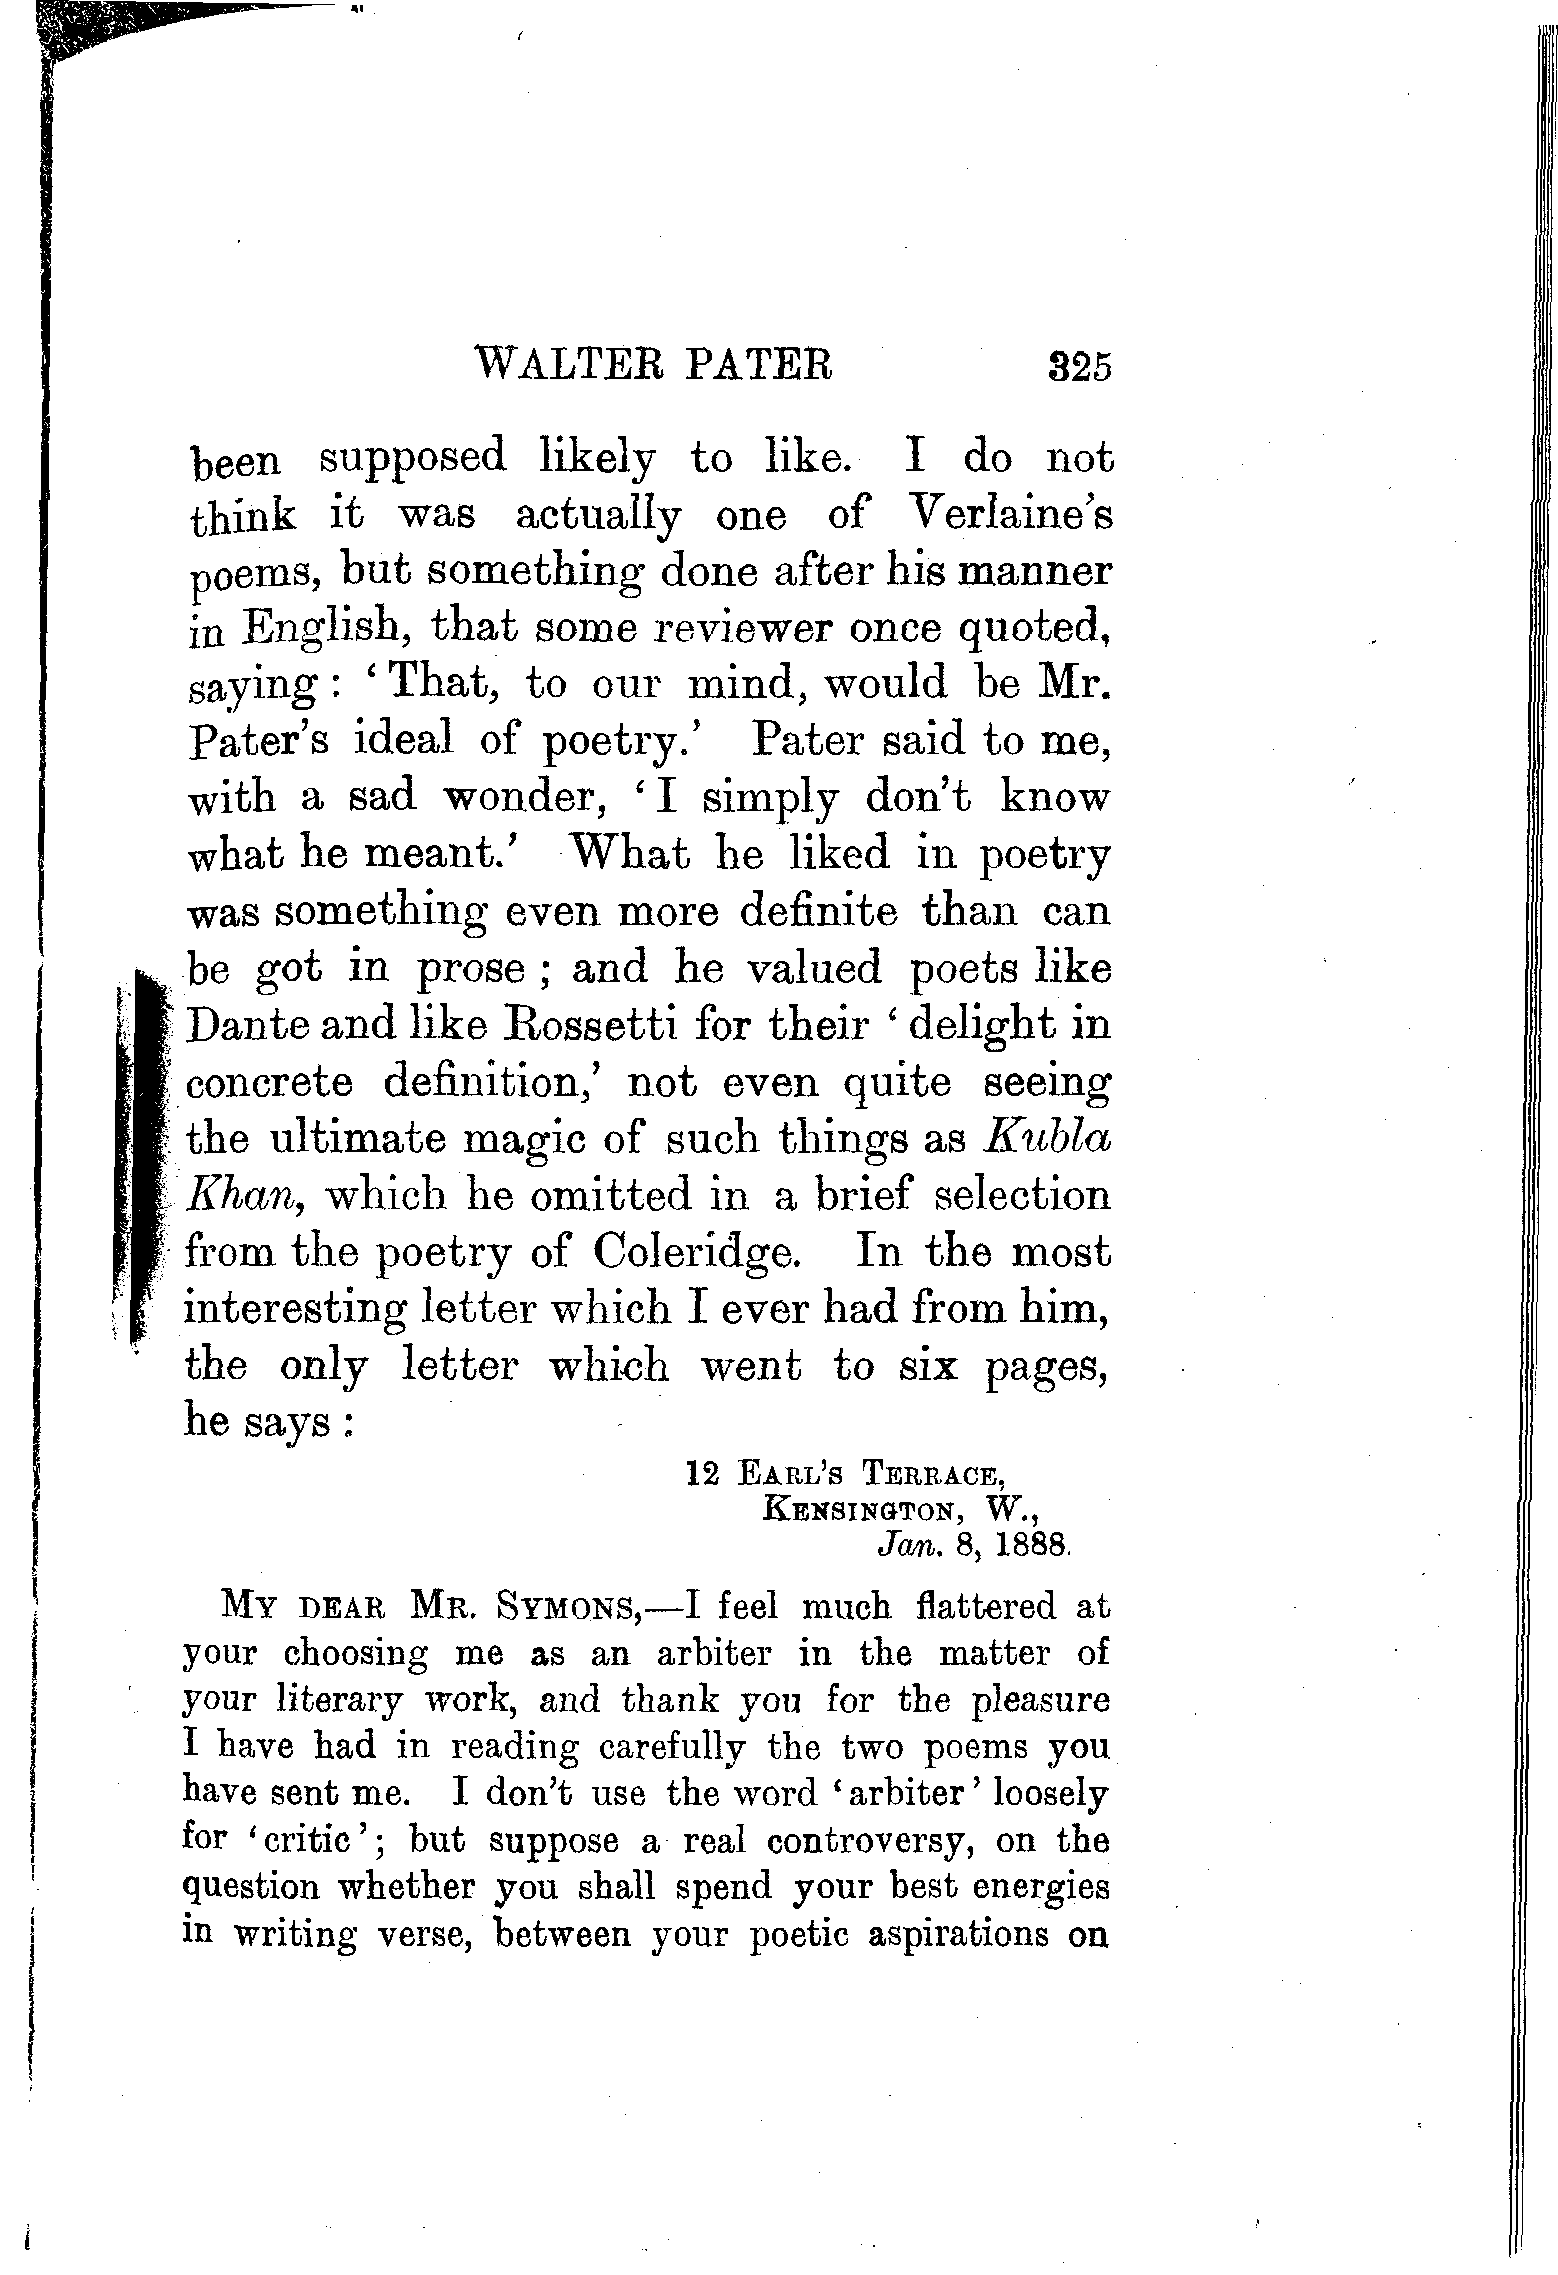 WALTER PATER 325
been supposed likely to like. I do not
think it was actually one of Verlaine's
poems, but something done after his manner
in English, that some reviewer once quoted,
saying : ‘ That, to our mind, would be Mr.
Pater's ideal of poetry.’ Pater said to me,
with a sad wonder, ‘ I simply don't know
what he meant.’ What he liked in poetry
was something even more definite than can
be got in prose ; and he valued poets like
Dante and like Rossetti for their ‘ delight in
concrete definition,’ not even quite seeing
the ultimate magic of such things as Kubla
Khan, which he omitted in a brief selection
from the poetry of Coleridge. In the most
interesting letter which I ever had from him,
the only letter which went to six pages,
he says :
12 EARL'S TERRACE,
KENSINGTON, W.,
Jan. 8, 1888.
MY DEAR MR. SYMONS,—I feel much flattered at
your choosing me as an arbiter in the matter of
your literary work, and thank you for the pleasure
I have had in reading carefully the two poems you
have sent me. I don't use the word ‘ arbiter ’ loosely
for ‘ critic ’ ; but suppose a real controversy, on the
question whether you shall spend your best energies
in writing verse, between your poetic aspirations on